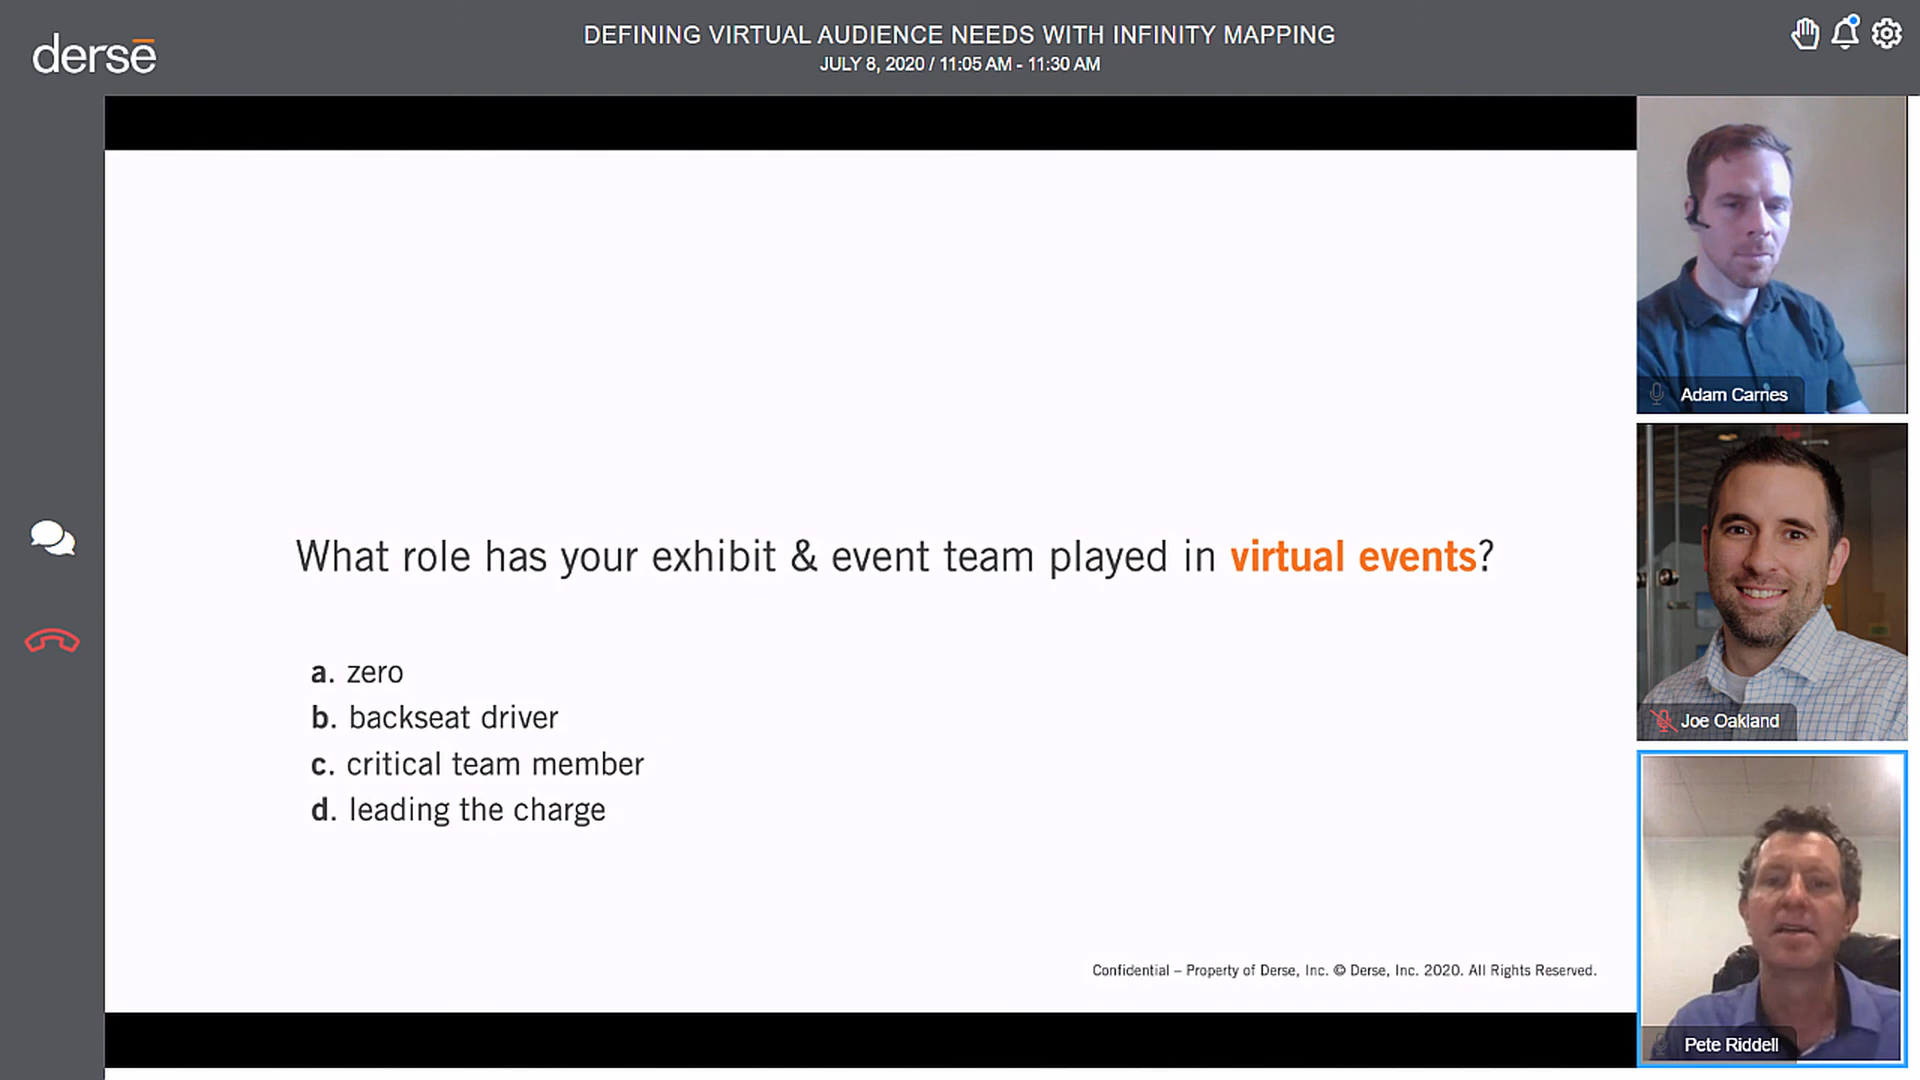 dersē
DEFINING VIRTUAL AUDIENCE NEEDS WITH INFINITY MAPPING
JULY 8, 2020 / 11:05 AM - 11:30 AM
Adam Carnes
What role has your exhibit & event team played in virtual events?
a. zero
b. backseat driver
c. critical team member
d. leading the charge
Joe Oakland
Confidential – Property of Derse, Inc. © Derse, Inc. 2020. All Rights Reserved.
Pete Riddell